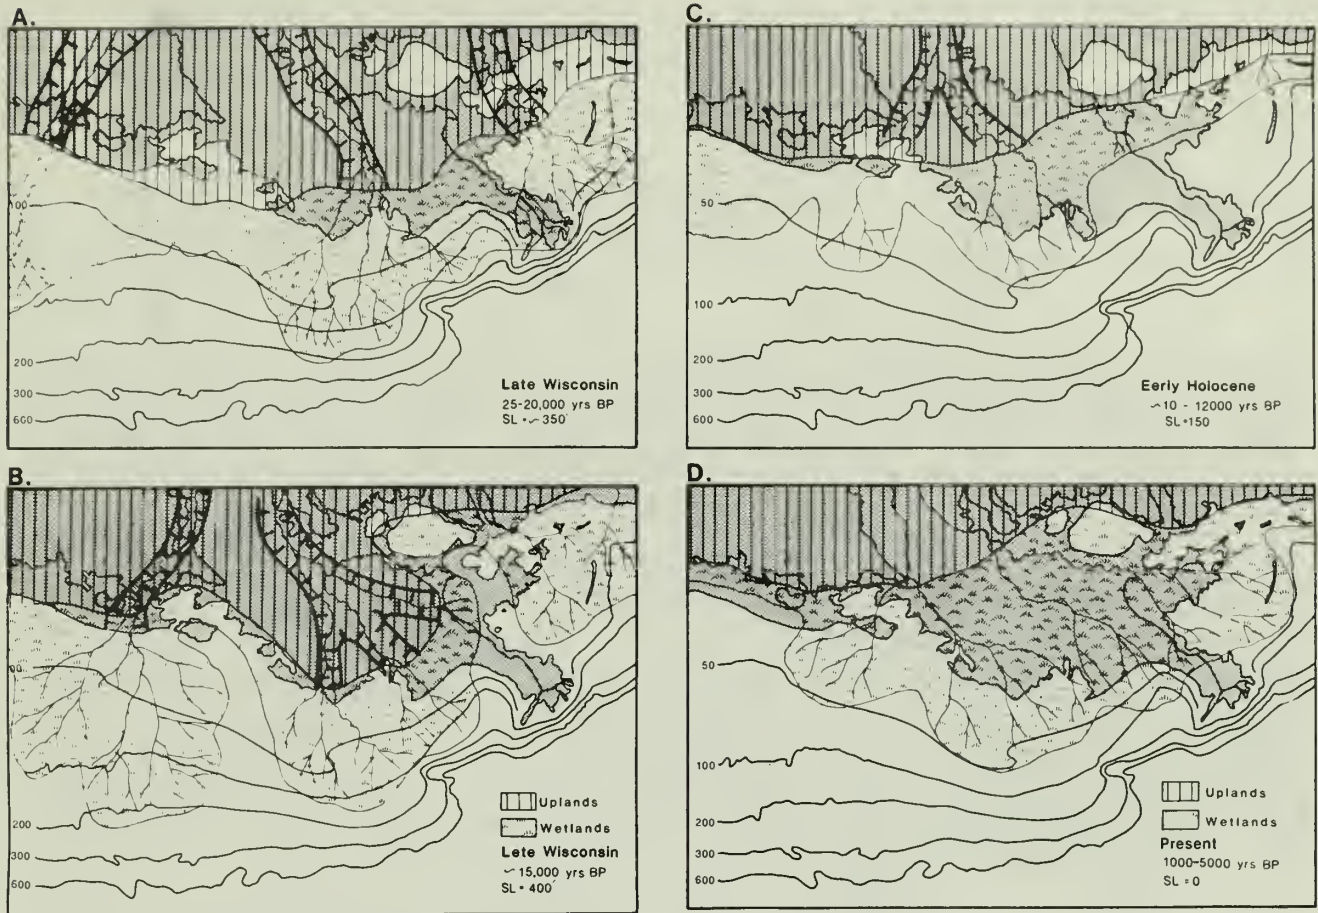 A.
00
200
300
600
Late Wisconsin
25-20,000 yrs BP
SL = ~ 350'
B.
00
200
300
600
Uplands
Wetlands
Lete Wisconsin
~ 15,000 yrs BP
SL = 400'
C.
50
100
200
300
600
Eerly Holocene
~10 - 12000 yrs BP
SL=150
D.
50
100
200
300
600
Uplands
Wetlands
Present
1000-5000 yrs BP
SL = 0